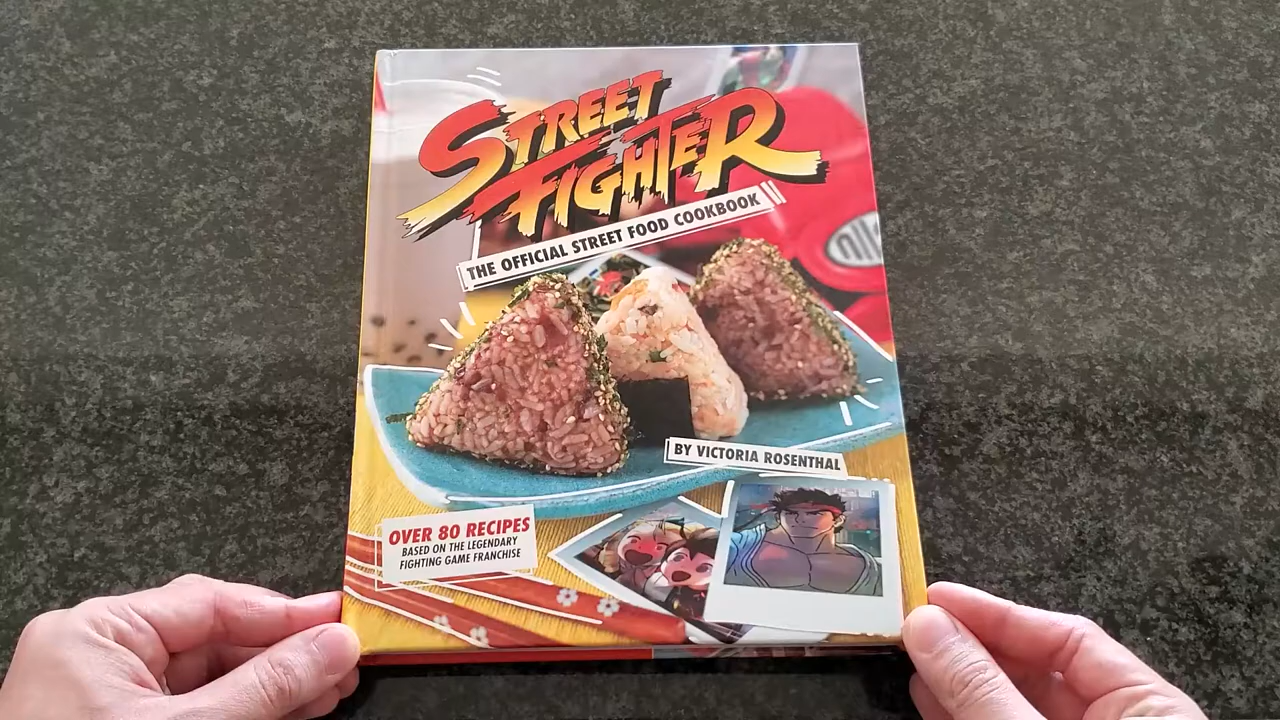 STREET
FIGHTER
THE OFFICIAL STREET FOOD COOKBOOK
BY VICTORIA ROSENTHAL
OVER 80 RECIPES
BASED ON THE LEGENDARY
FIGHTING GAME FRANCHISE